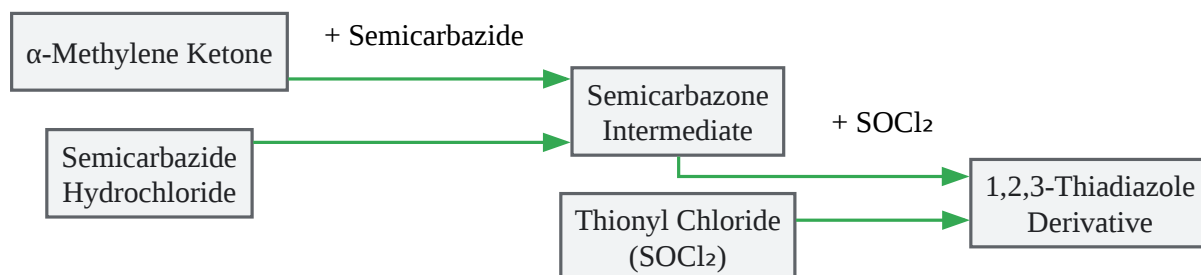 α-Methylene Ketone
+ Semicarbazide
Semicarbazide
Hydrochloride
Semicarbazone
Intermediate
+ SOCl₂
Thionyl Chloride
(SOCl₂)
1,2,3-Thiadiazole
Derivative